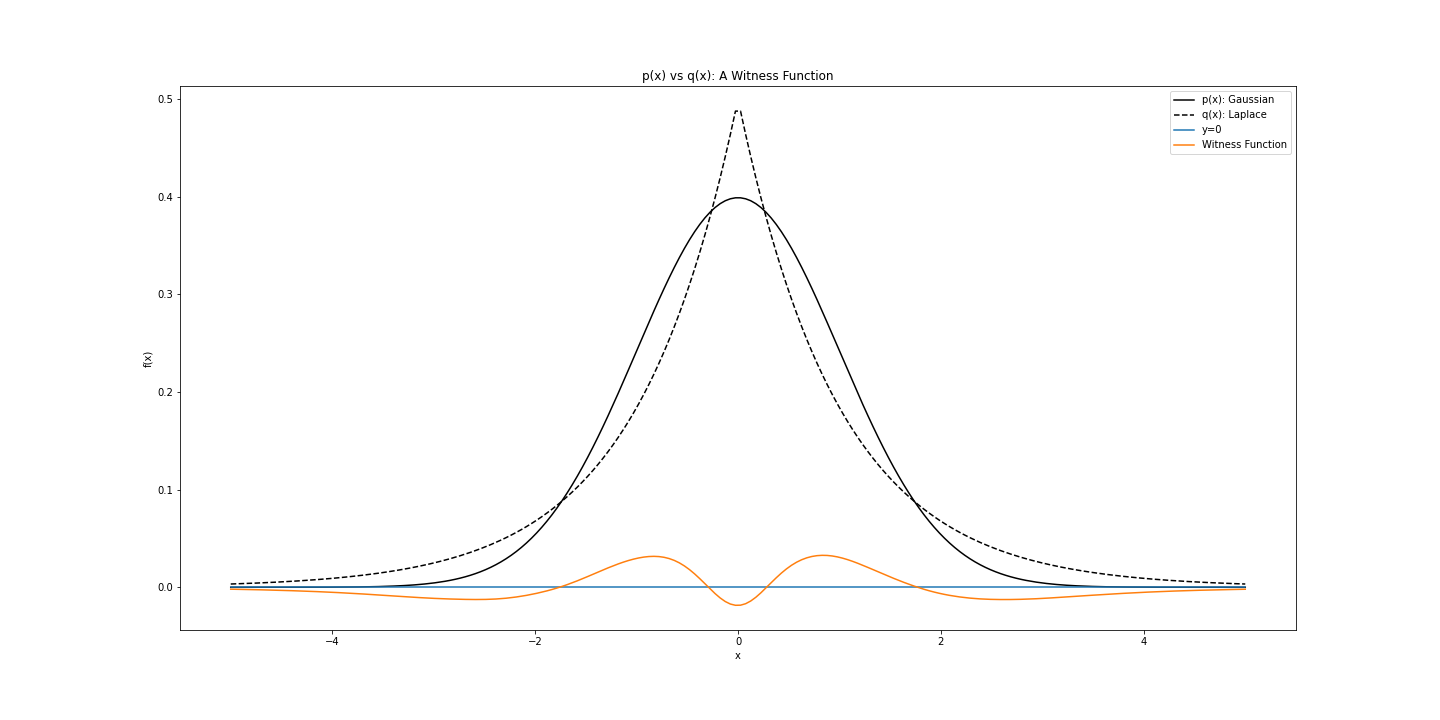 p(x) vs q(x): A Witness Function
p(x): Gaussian
q(x): Laplace
y=0
Witness Function
f(x)
0.5
0.4
0.3
0.2
0.1
0.0
−4
−2
0
2
4
x